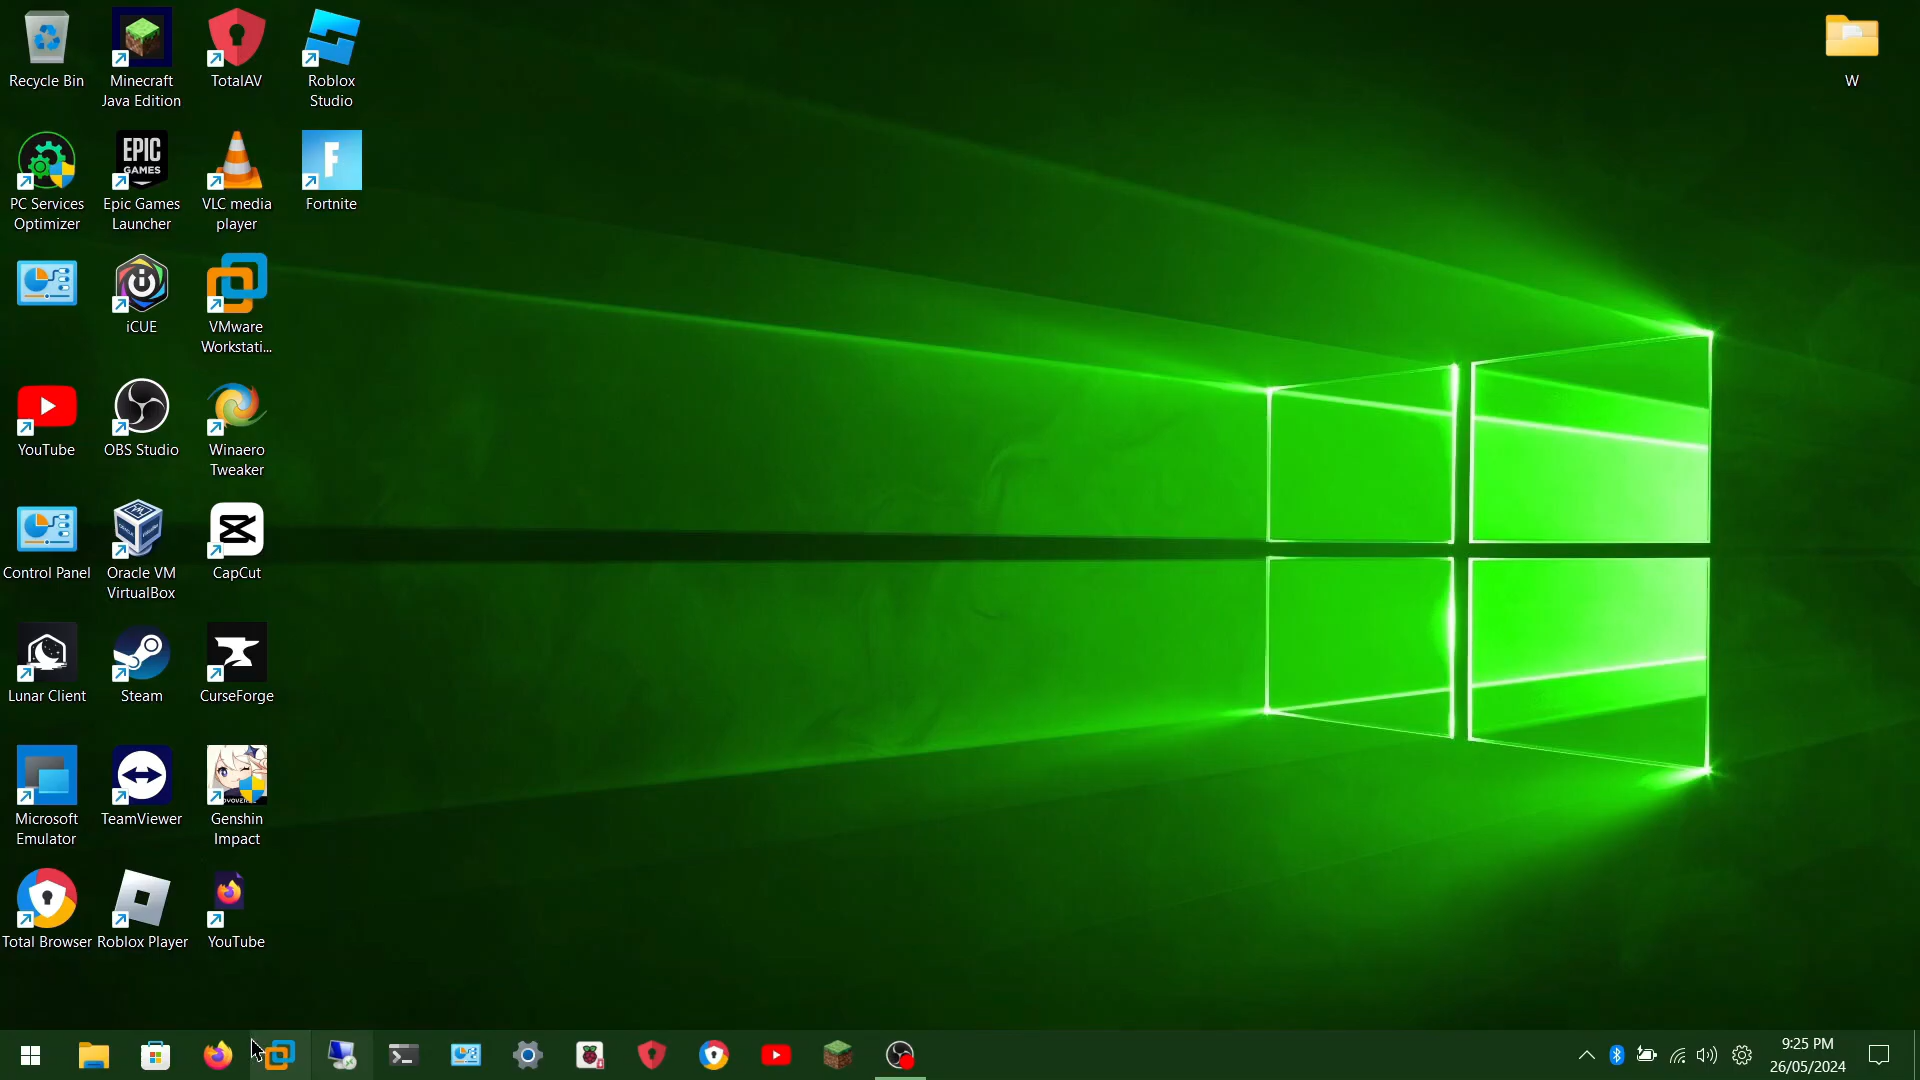 Recycle Bin
Minecraft
Java Edition
TotalAV
Roblox
Studio
W
PC Services
Optimizer
EPIC
GAMES
Epic Games
Launcher
VLC media
player
F
Fortnite
iCUE
VMware
Workstati...
YouTube
OBS Studio
Winaero
Tweaker
Control Panel
Oracle VM
VirtualBox
CapCut
Lunar Client
Steam
CurseForge
Microsoft
Emulator
TeamViewer
Genshin
Impact
Total Browser
Roblox Player
YouTube
9:25 PM
26/05/2024